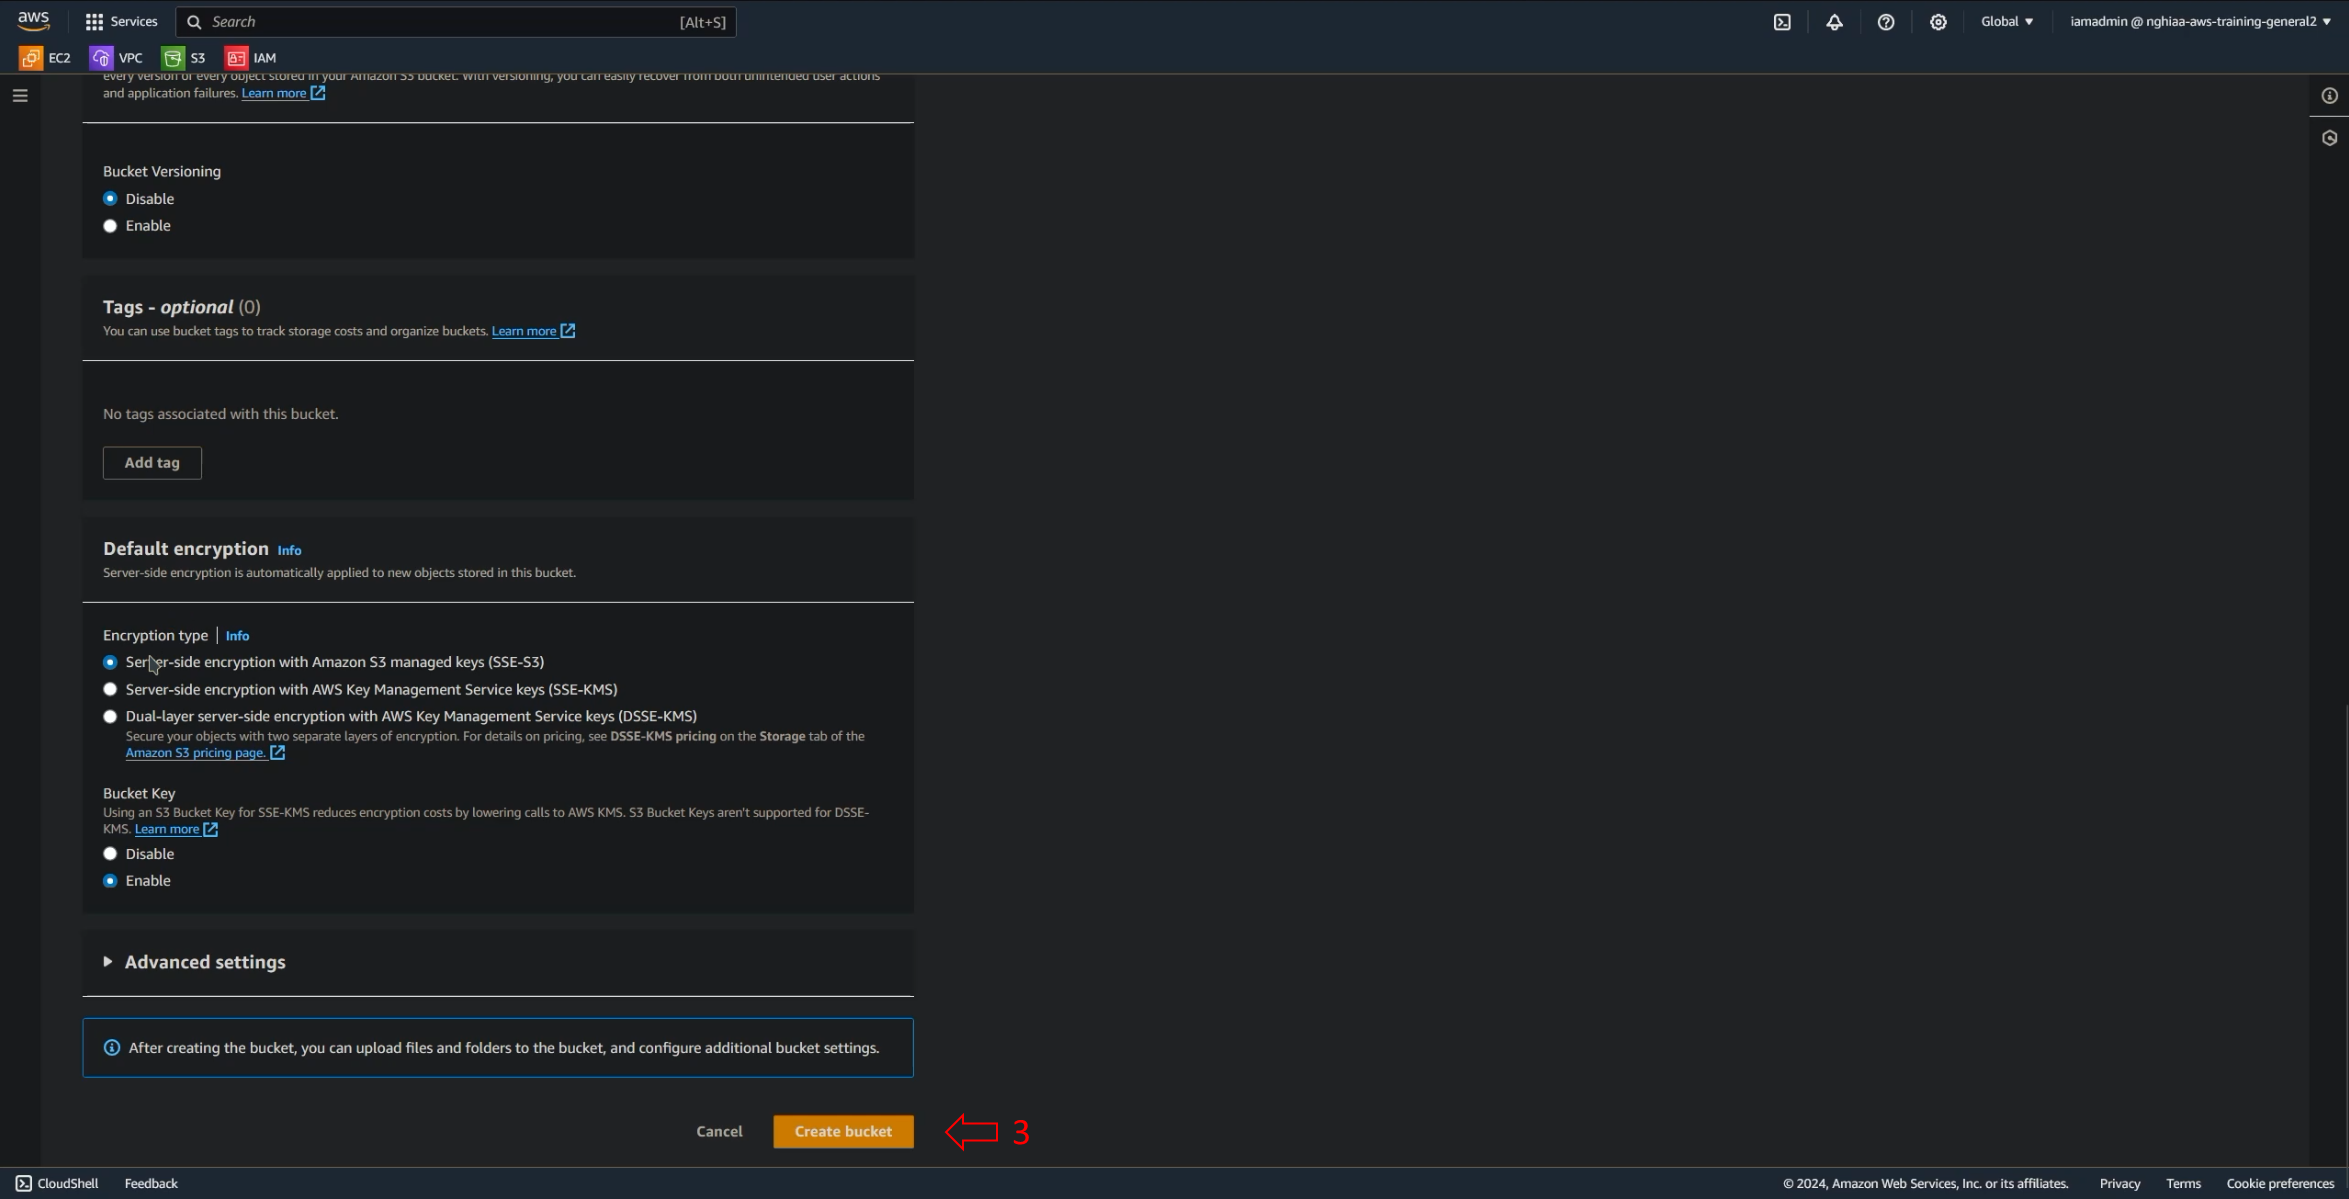 aws
Services
Search
[Alt+S]
Global
iamadmin @ nghiaa-aws-training-general2
EC2
VPC
S3
IAM
every version of every object stored in your Amazon S3 bucket. With versioning, you can easily recover from both unintended user actions
and application failures. Learn more
Bucket Versioning
Disable
Enable
Tags - optional (0)
You can use bucket tags to track storage costs and organize buckets. Learn more
No tags associated with this bucket.
Add tag
Default encryption Info
Server-side encryption is automatically applied to new objects stored in this bucket.
Encryption type | Info
Server-side encryption with Amazon S3 managed keys (SSE-S3)
Server-side encryption with AWS Key Management Service keys (SSE-KMS)
Dual-layer server-side encryption with AWS Key Management Service keys (DSSE-KMS)
Secure your objects with two separate layers of encryption. For details on pricing, see DSSE-KMS pricing on the Storage tab of the
Amazon S3 pricing page.
Bucket Key
Using an S3 Bucket Key for SSE-KMS reduces encryption costs by lowering calls to AWS KMS. S3 Bucket Keys aren't supported for DSSE-
KMS. Learn more
Disable
Enable
Advanced settings
After creating the bucket, you can upload files and folders to the bucket, and configure additional bucket settings.
Cancel
Create bucket
3
CloudShell
Feedback
© 2024, Amazon Web Services, Inc. or its affiliates.
Privacy
Terms
Cookie preferences